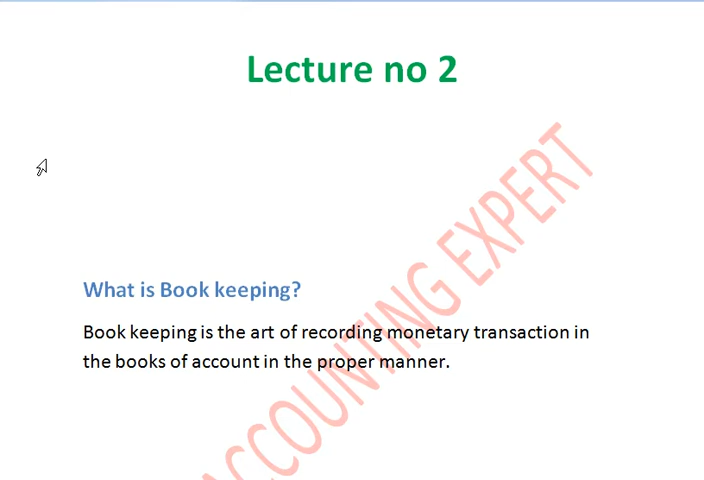 Lecture no 2
ACCOUNTING EXPERT
What is Book keeping?
Book keeping is the art of recording monetary transaction in
the books of account in the proper manner.